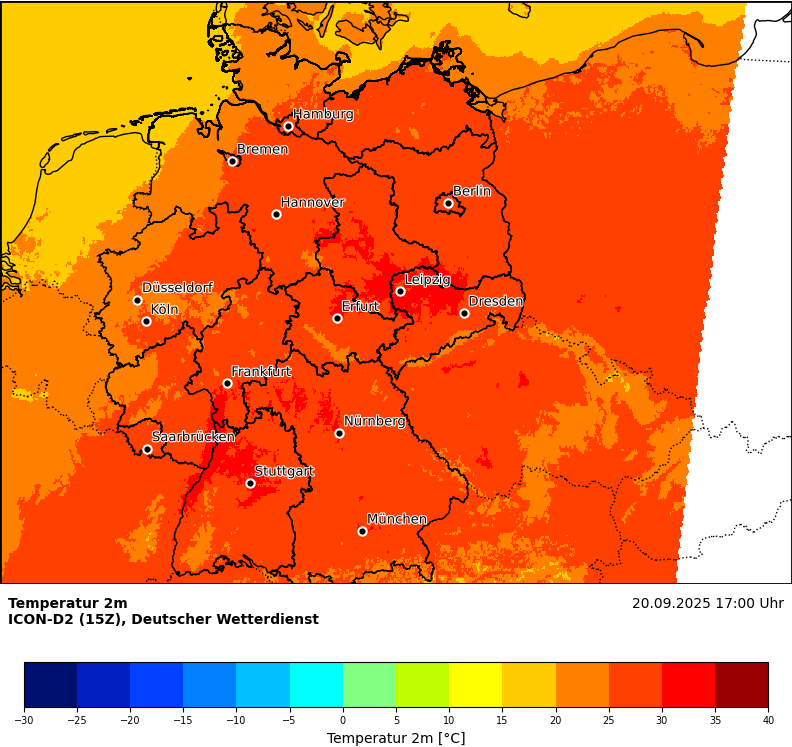 Hamburg
Bremen
Berlin
Hannover
Leipzig
Düsseldorf
Dresden
Köln
Erfurt
Frankfurt
Nürnberg
Saarbrücken
Stuttgart
München
Temperatur 2m
20.09.2025 17:00 Uhr
ICON-D2 (15Z), Deutscher Wetterdienst
−30 −25 −20 −15 −10 −5 0 5 10 15 20 25 30 35 40
Temperatur 2m [°C]